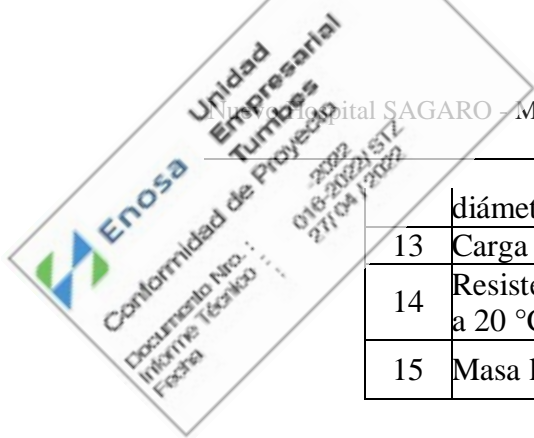 Nuevo Hospital SAGARO - M
Enosa
Unidad
Empresarial
Tumbes
Conformidad de Proyecto
Documento Nro. : -2022
Informe Técnico : 016-2022/ STZ
Fecha : 27/ 04 / 2022
diámet
13 Carga
14 Resiste
a 20 °C
15 Masa